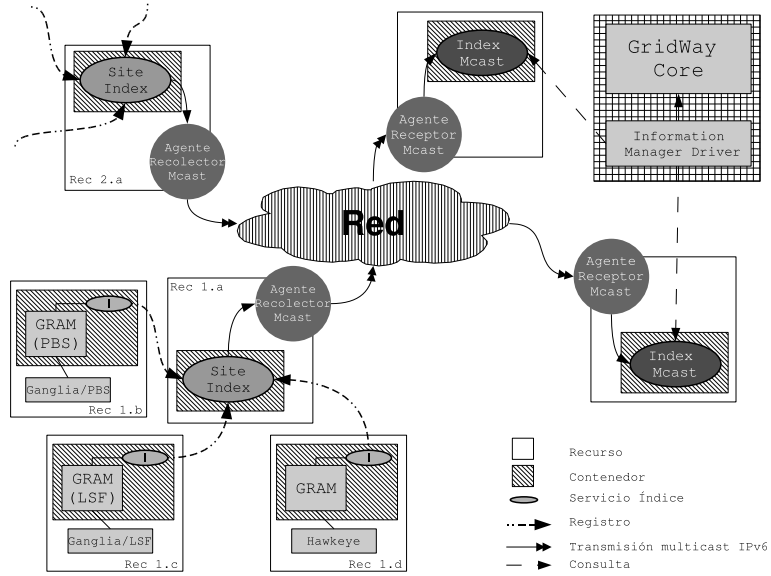 Site
Index
Agente
Recolector
Mcast
Rec 2.a
Index
Mcast
Agente
Receptor
Mcast
GridWay
Core
Information
Manager Driver
Red
Agente
Receptor
Mcast
Index
Mcast
Rec 1.a
Agente
Recolector
Mcast
Site
Index
I
GRAM
(PBS)
Ganglia/PBS
Rec 1.b
I
GRAM
(LSF)
Ganglia/LSF
Rec 1.c
I
GRAM
Hawkeye
Rec 1.d
Recurso
Contenedor
Servicio Índice
Registro
Transmisión multicast IPv6
Consulta